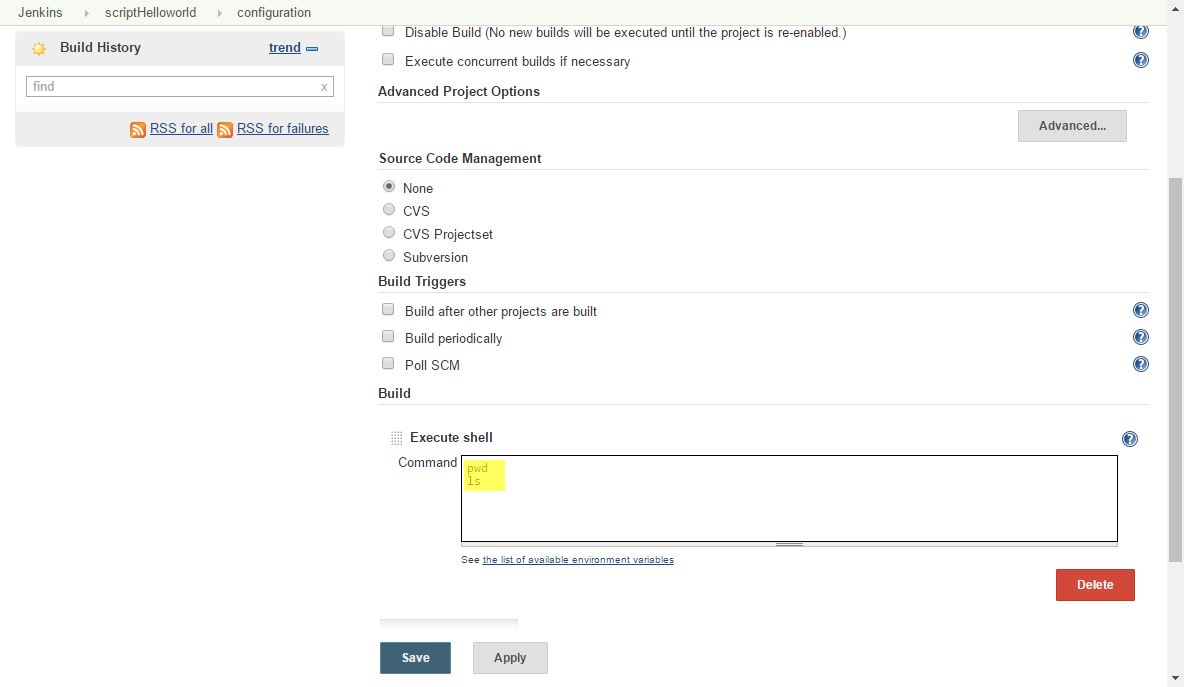 Jenkins scriptHelloworld configuration
Build History trend
find x
RSS for all RSS for failures
Disable Build (No new builds will be executed until the project is re-enabled.)
Execute concurrent builds if necessary
Advanced Project Options
Advanced...
Source Code Management
None
CVS
CVS Projectset
Subversion
Build Triggers
Build after other projects are built
Build periodically
Poll SCM
Build
Execute shell
Command
pwd
ls
See the list of available environment variables
Delete
Save Apply